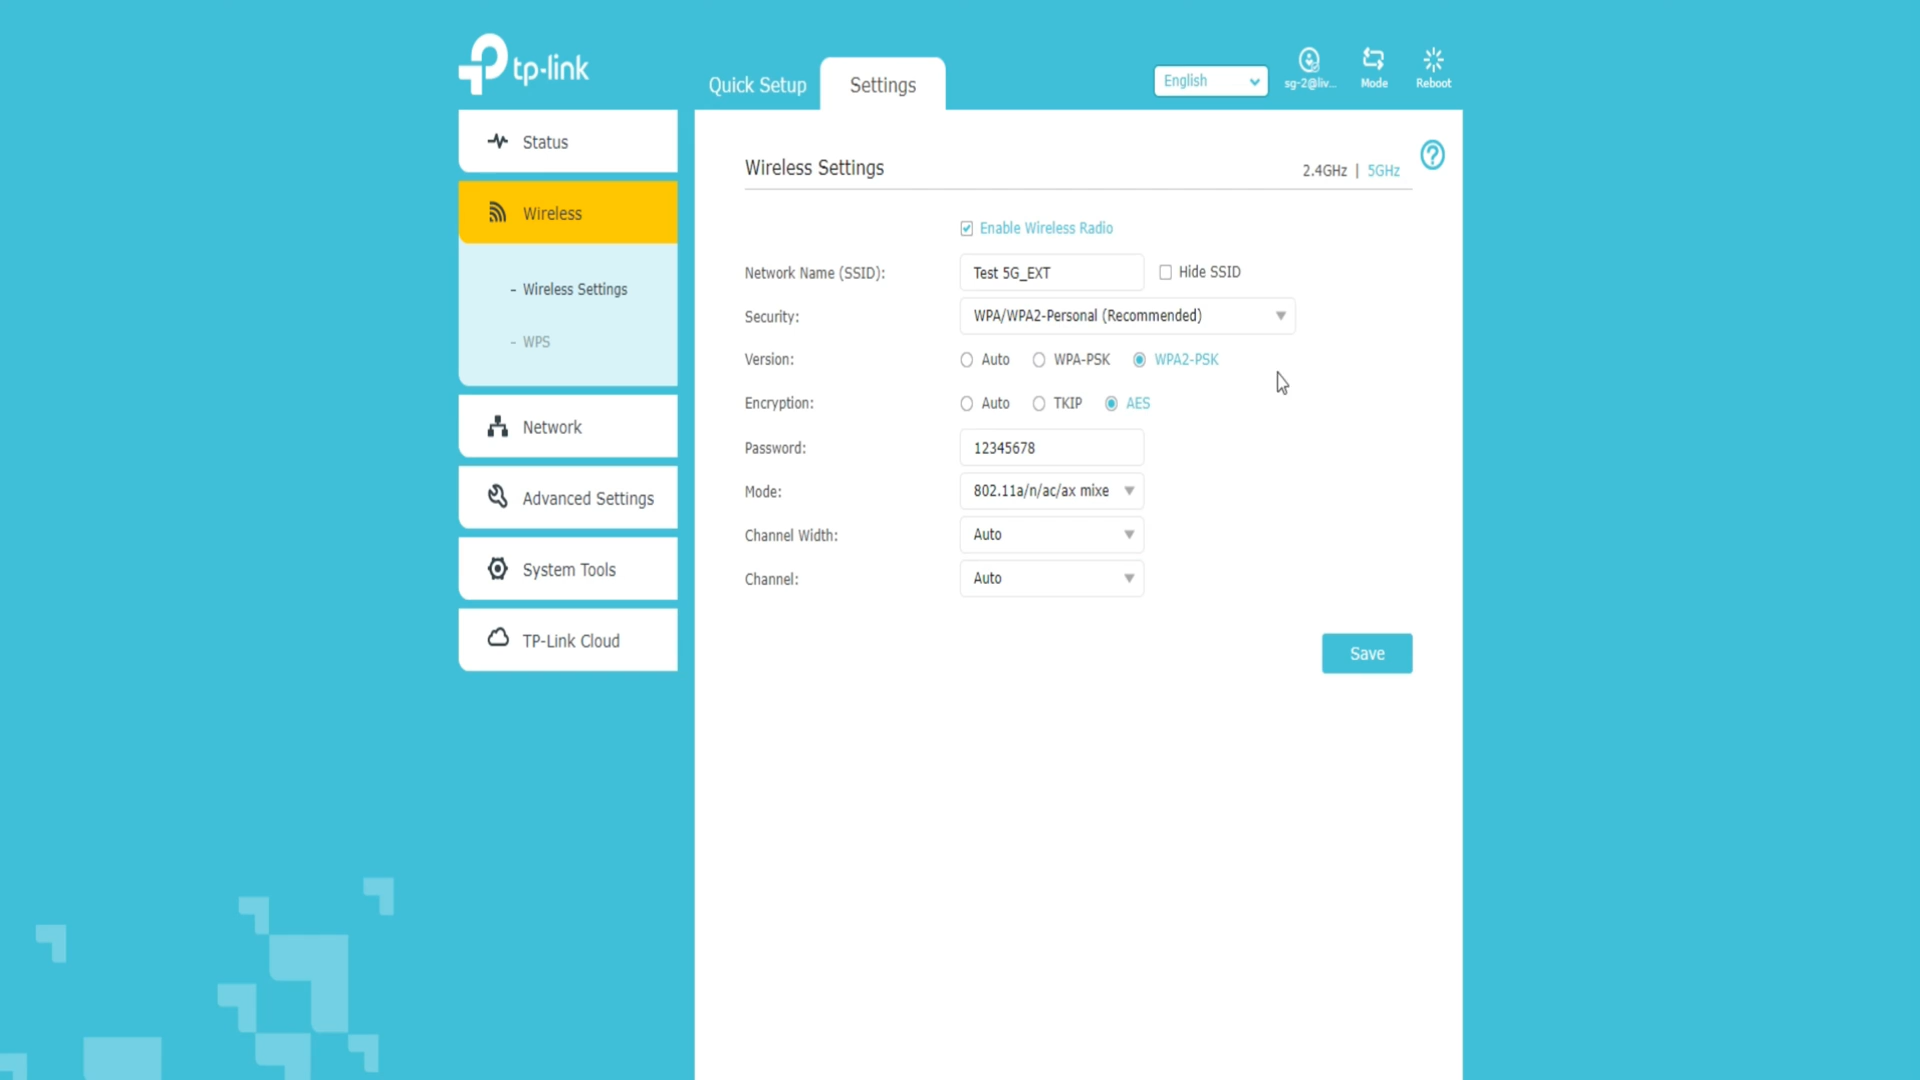 tp-link
Quick Setup
Settings
English
sg-2@liv...
Mode
Reboot
Status
Wireless
- Wireless Settings
- WPS
Network
Advanced Settings
System Tools
TP-Link Cloud
Wireless Settings
2.4GHz | 5GHz
Enable Wireless Radio
Network Name (SSID): Test 5G_EXT Hide SSID
Security: WPA/WPA2-Personal (Recommended)
Version: Auto WPA-PSK WPA2-PSK
Encryption: Auto TKIP AES
Password: 12345678
Mode: 802.11a/n/ac/ax mixe
Channel Width: Auto
Channel: Auto
Save